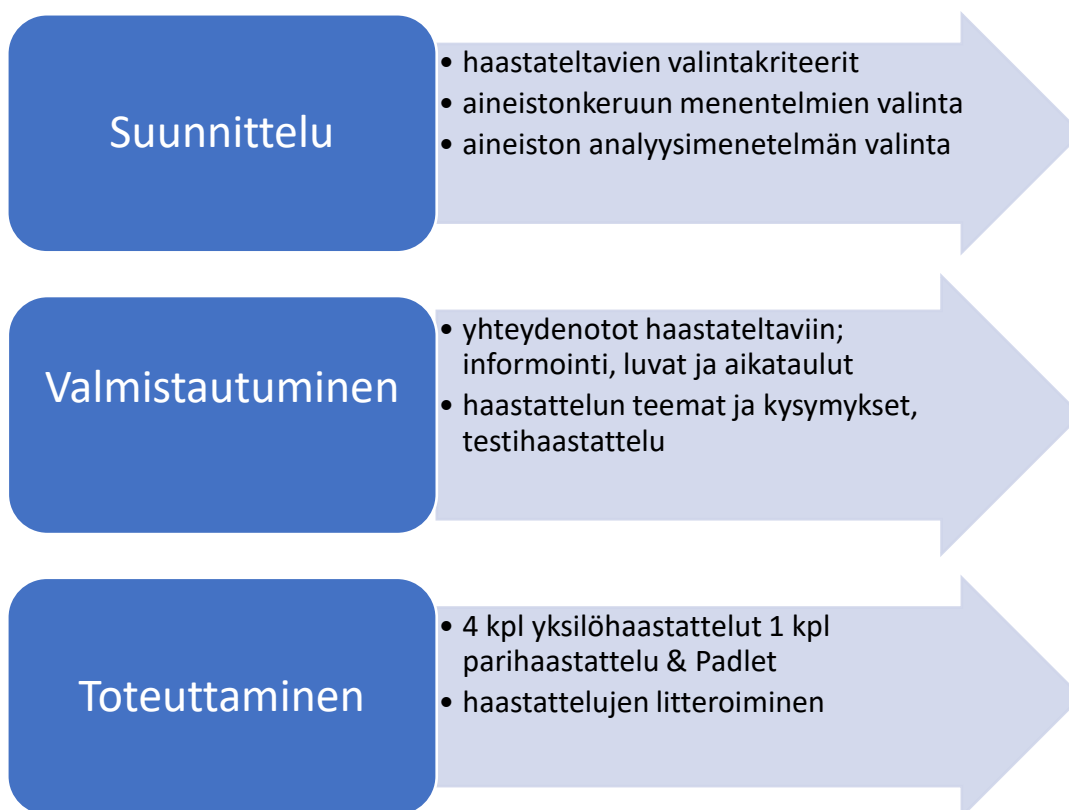 Suunnittelu
• haastateltavien valintakriteerit
• aineistonkeruun menentelmien valinta
• aineiston analyysimenetelmän valinta
Valmistautuminen
• yhteydenotot haastateltaviin;
informointi, luvat ja aikataulut
• haastattelun teemat ja kysymykset,
testihaastattelu
Toteuttaminen
• 4 kpl yksilöhaastattelut 1 kpl
parihaastattelu & Padlet
• haastattelujen litteroiminen